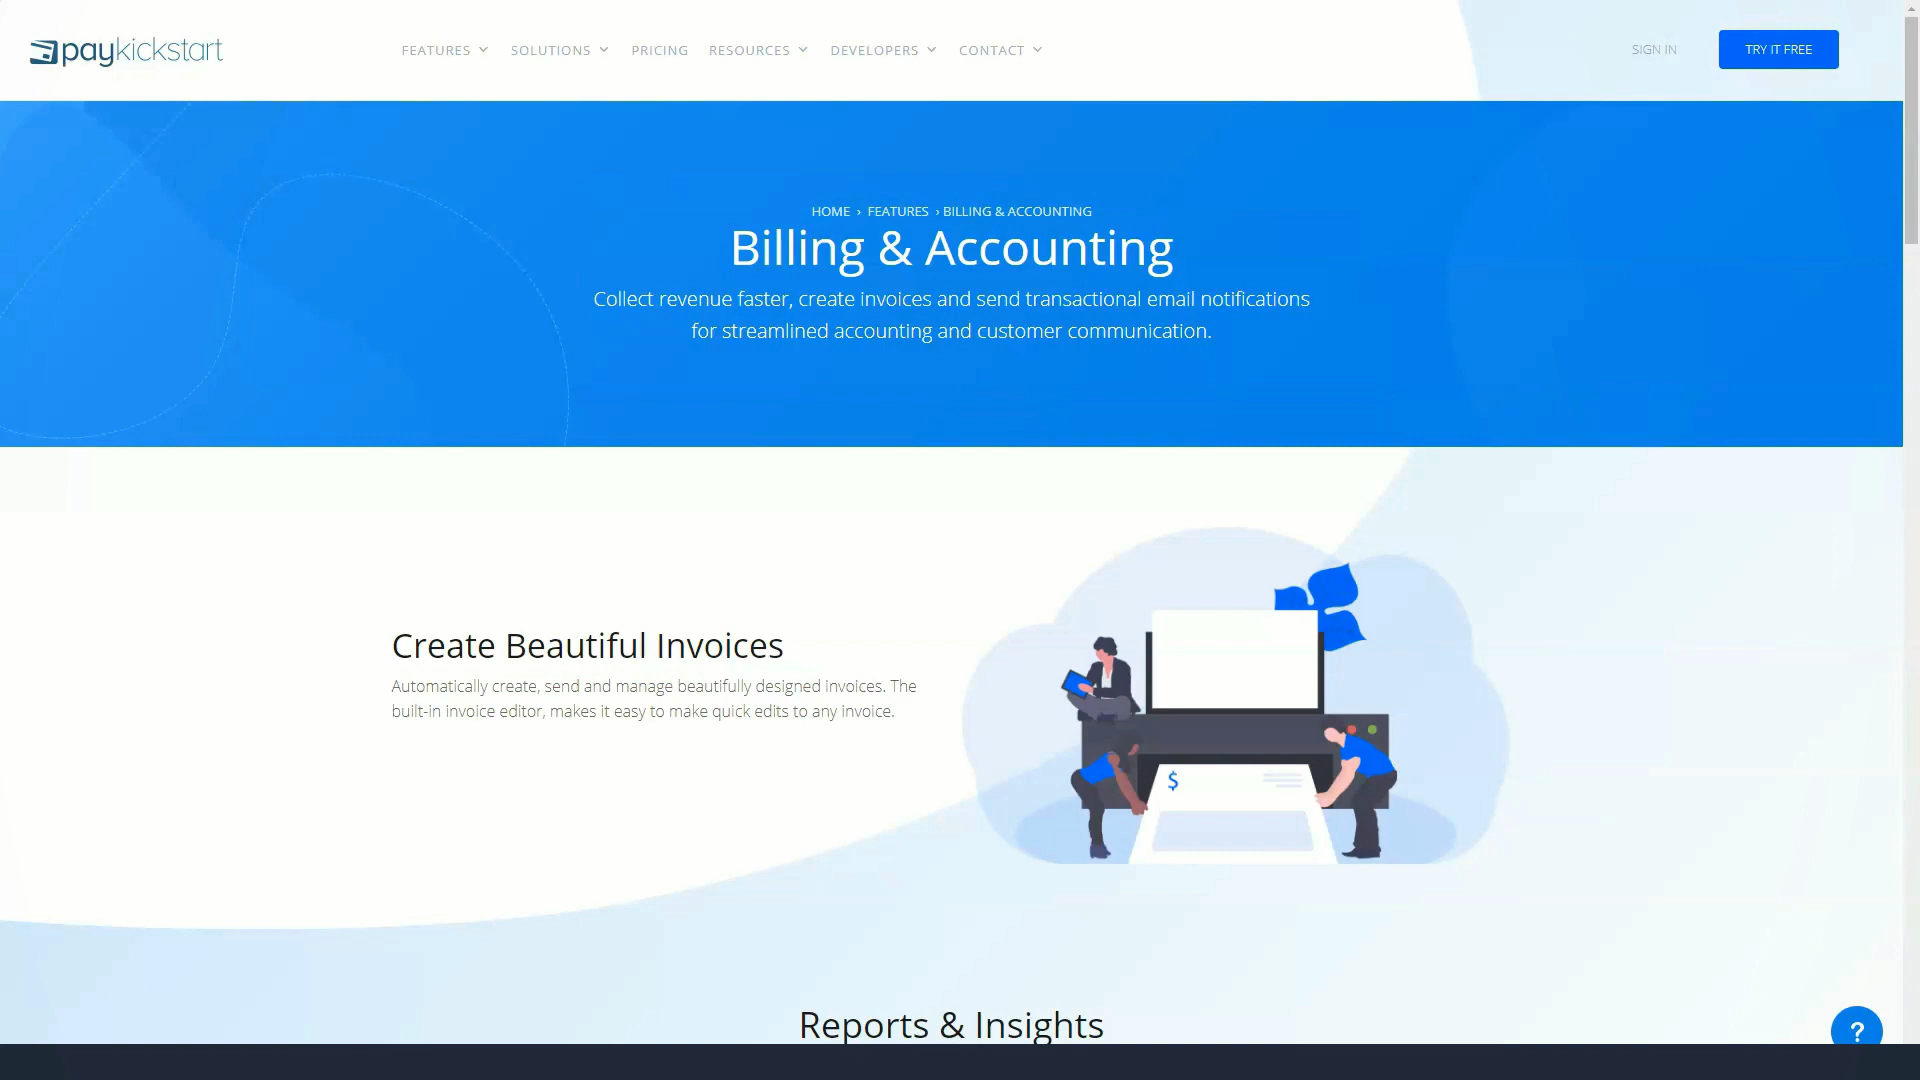 paykickstart
FEATURES SOLUTIONS PRICING RESOURCES DEVELOPERS CONTACT
SIGN IN
TRY IT FREE
HOME › FEATURES › BILLING & ACCOUNTING
Billing & Accounting
Collect revenue faster, create invoices and send transactional email notifications
for streamlined accounting and customer communication.
Create Beautiful Invoices
Automatically create, send and manage beautifully designed invoices. The
built-in invoice editor, makes it easy to make quick edits to any invoice.
$
Reports & Insights
?